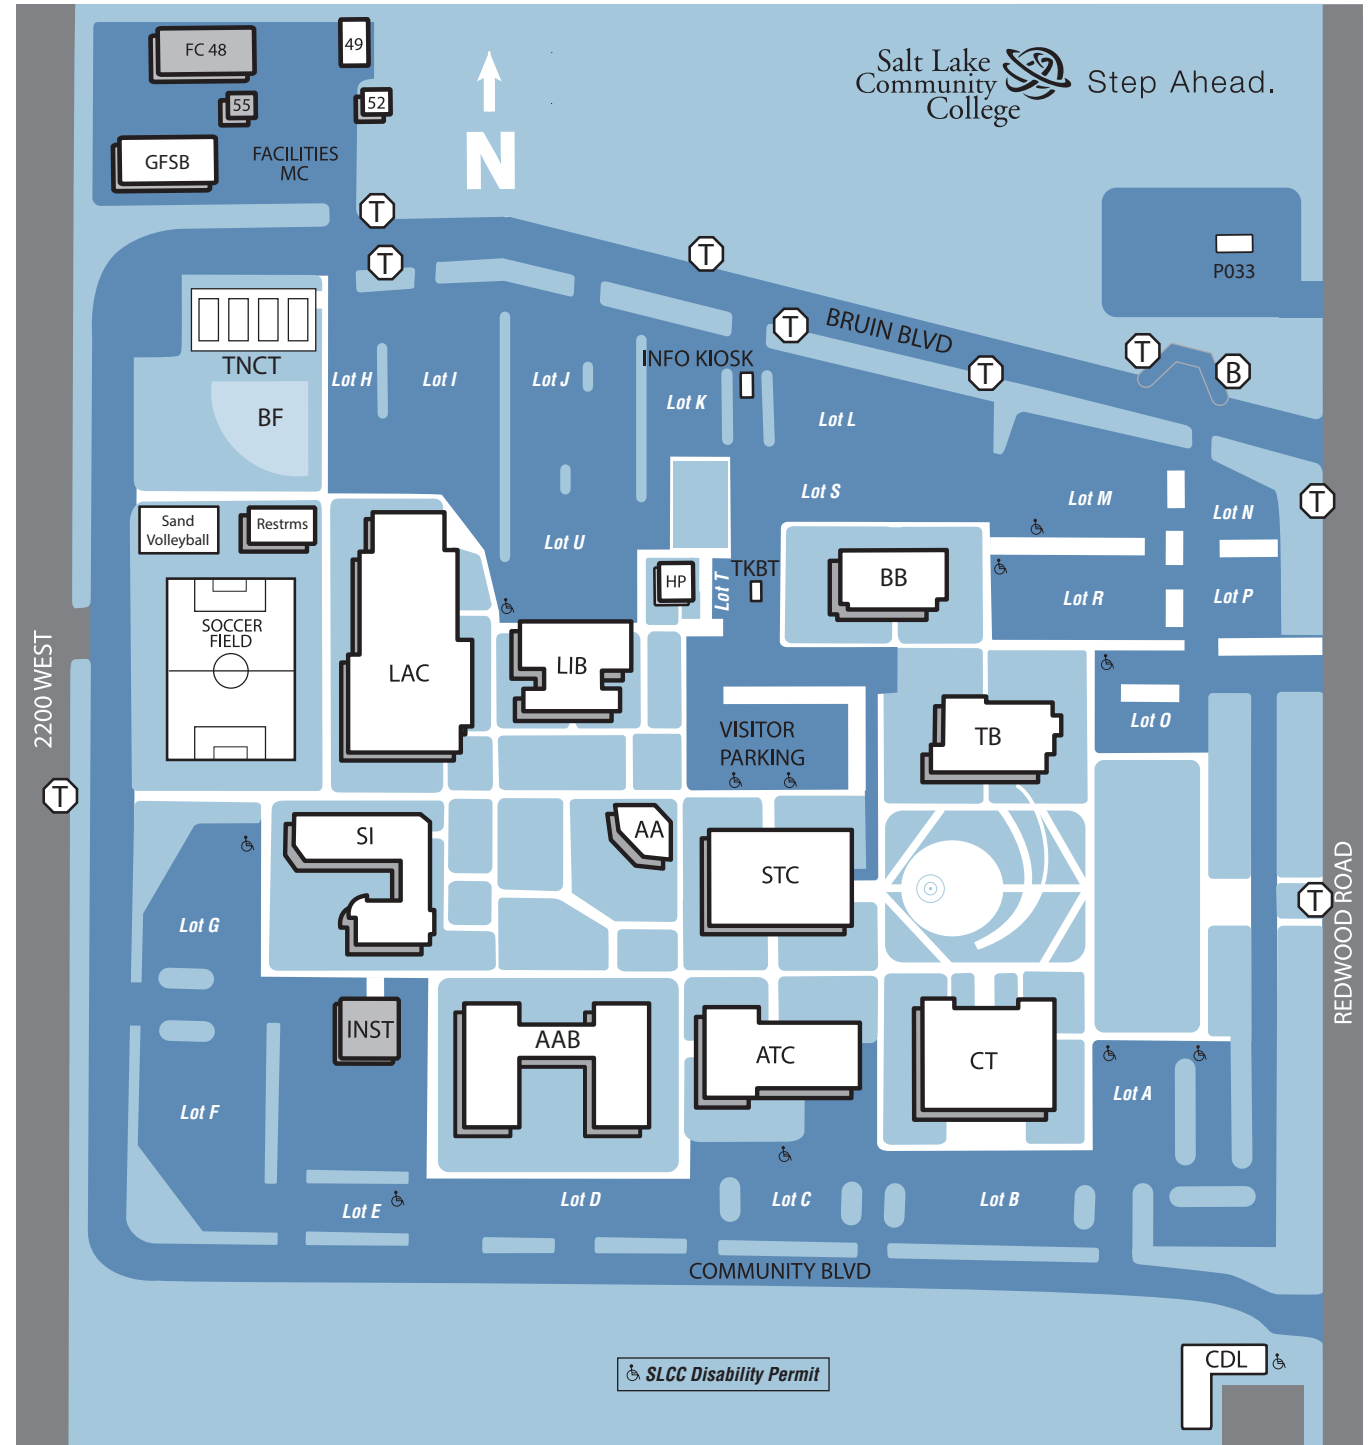 FC 48
49
55
52
GFSB
FACILITIES
MC
N
Salt Lake
Community
College
Step Ahead.
T
T
T
P033
T
BRUIN BLVD
T
B
T
TNCT
BF
INFO KIOSK
Lot H
Lot I
Lot J
Lot K
Lot L
Lot S
Lot M
Lot N
T
Sand
Volleyball
Restrms
Lot U
HP
Lot T
TKBT
BB
Lot R
Lot P
SOCCER
FIELD
2200 WEST
LAC
LIB
VISITOR
PARKING
TB
Lot O
T
SI
AA
STC
T
REDWOOD ROAD
Lot G
INST
AAB
ATC
CT
Lot F
Lot A
Lot E
Lot D
Lot C
Lot B
COMMUNITY BLVD
CDL
SLCC Disability Permit